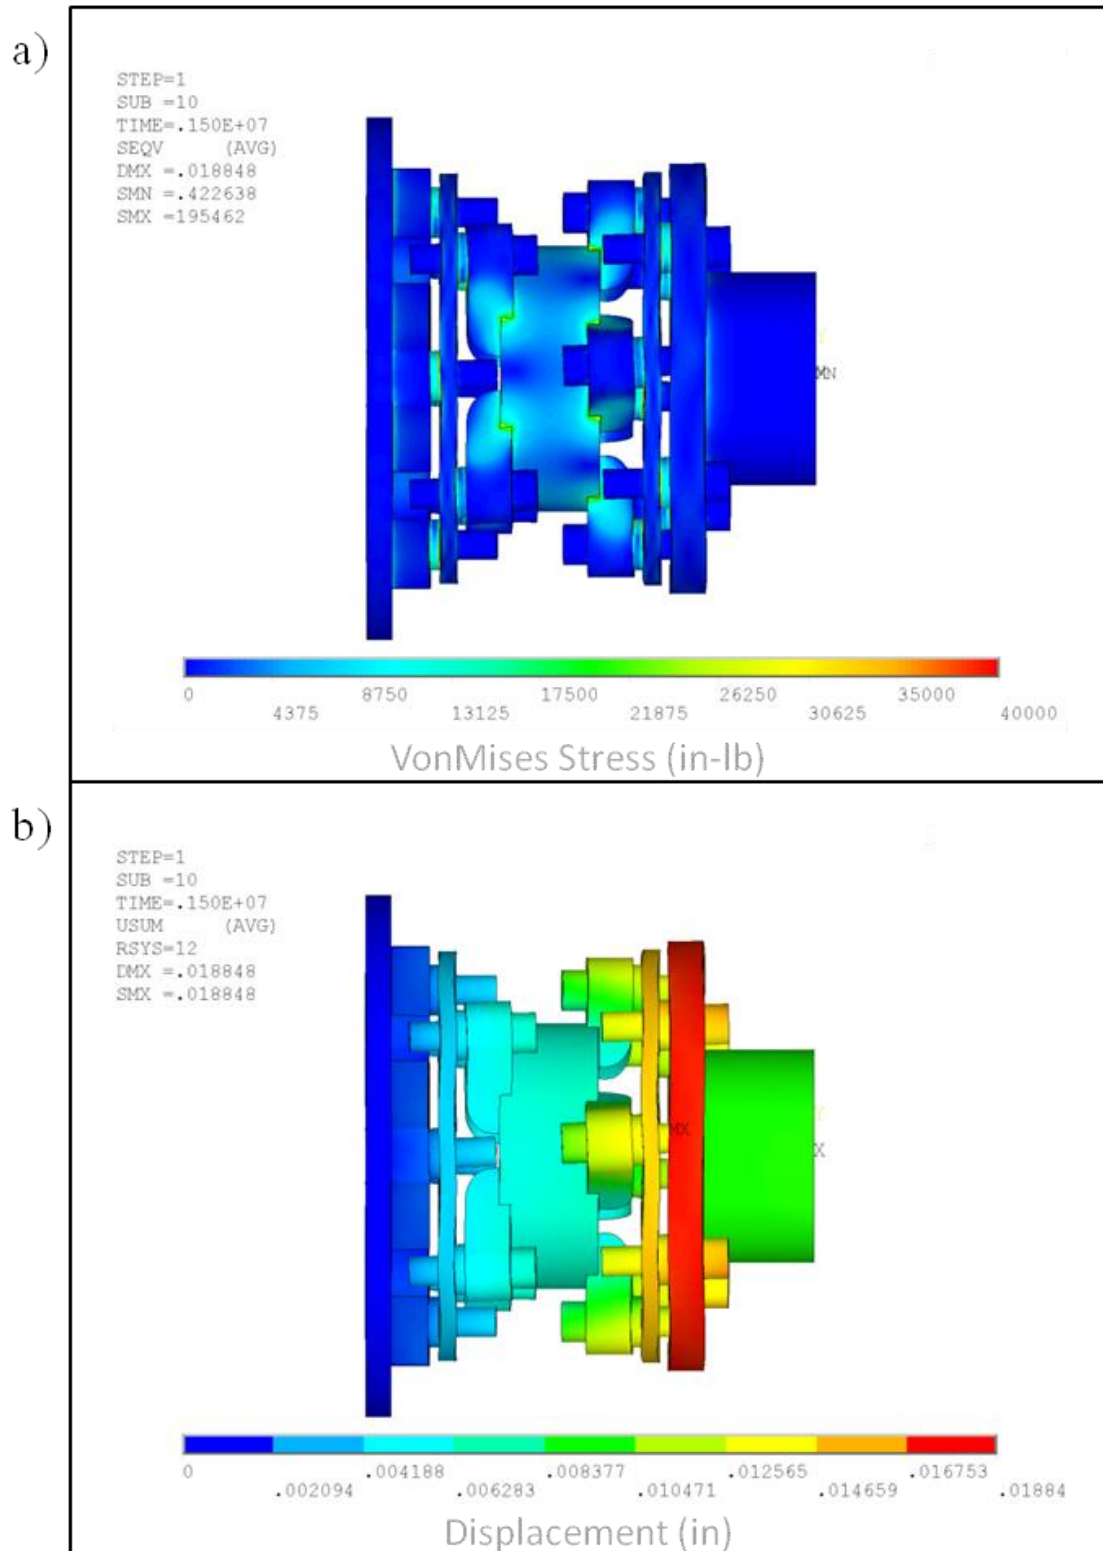 a)
STEP=1
SUB =10
TIME=.150E+07
SEQV (AVG)
DMX =.018848
SMN =.422638
SMX =195462
MN
0 8750 17500 26250 35000
4375 13125 21875 30625 40000
VonMises Stress (in-lb)
b)
STEP=1
SUB =10
TIME=.150E+07
USUM (AVG)
RSYS=12
DMX =.018848
SMX =.018848
MX
X
0 .004188 .008377 .012565 .016753
.002094 .006283 .010471 .014659 .01884
Displacement (in)